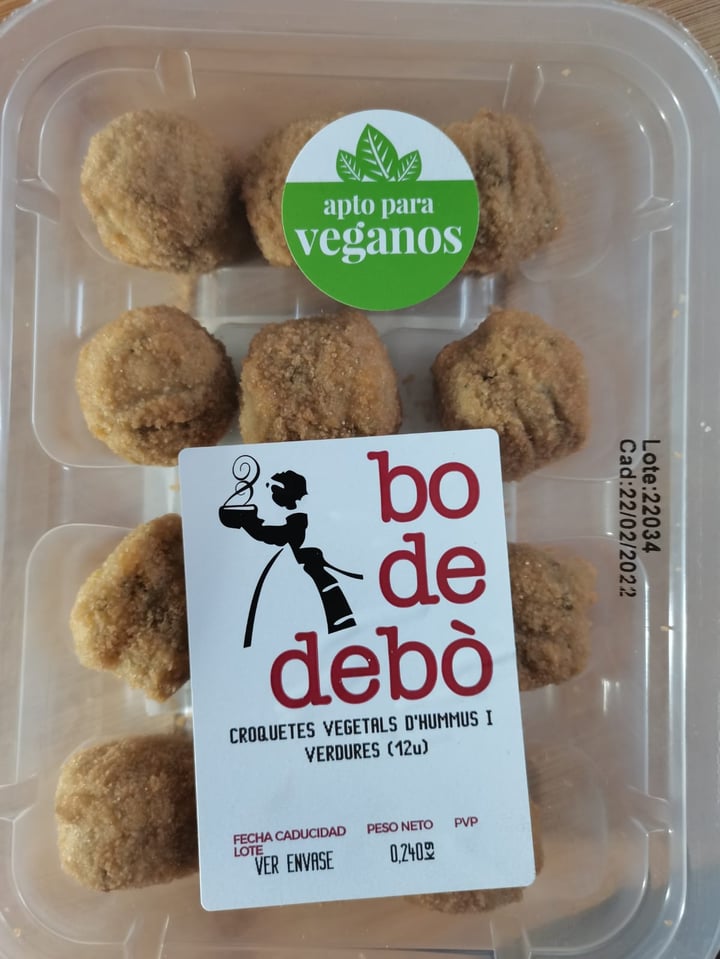 apto para
veganos
bo
de
debò
CROQUETES VEGETALS D'HUMMUS I
VERDURES (12u)
FECHA CADUCIDAD
LOTE
VER ENVASE
PESO NETO
0,240kg
PVP
Lote:22034
Cad:22/02/2022